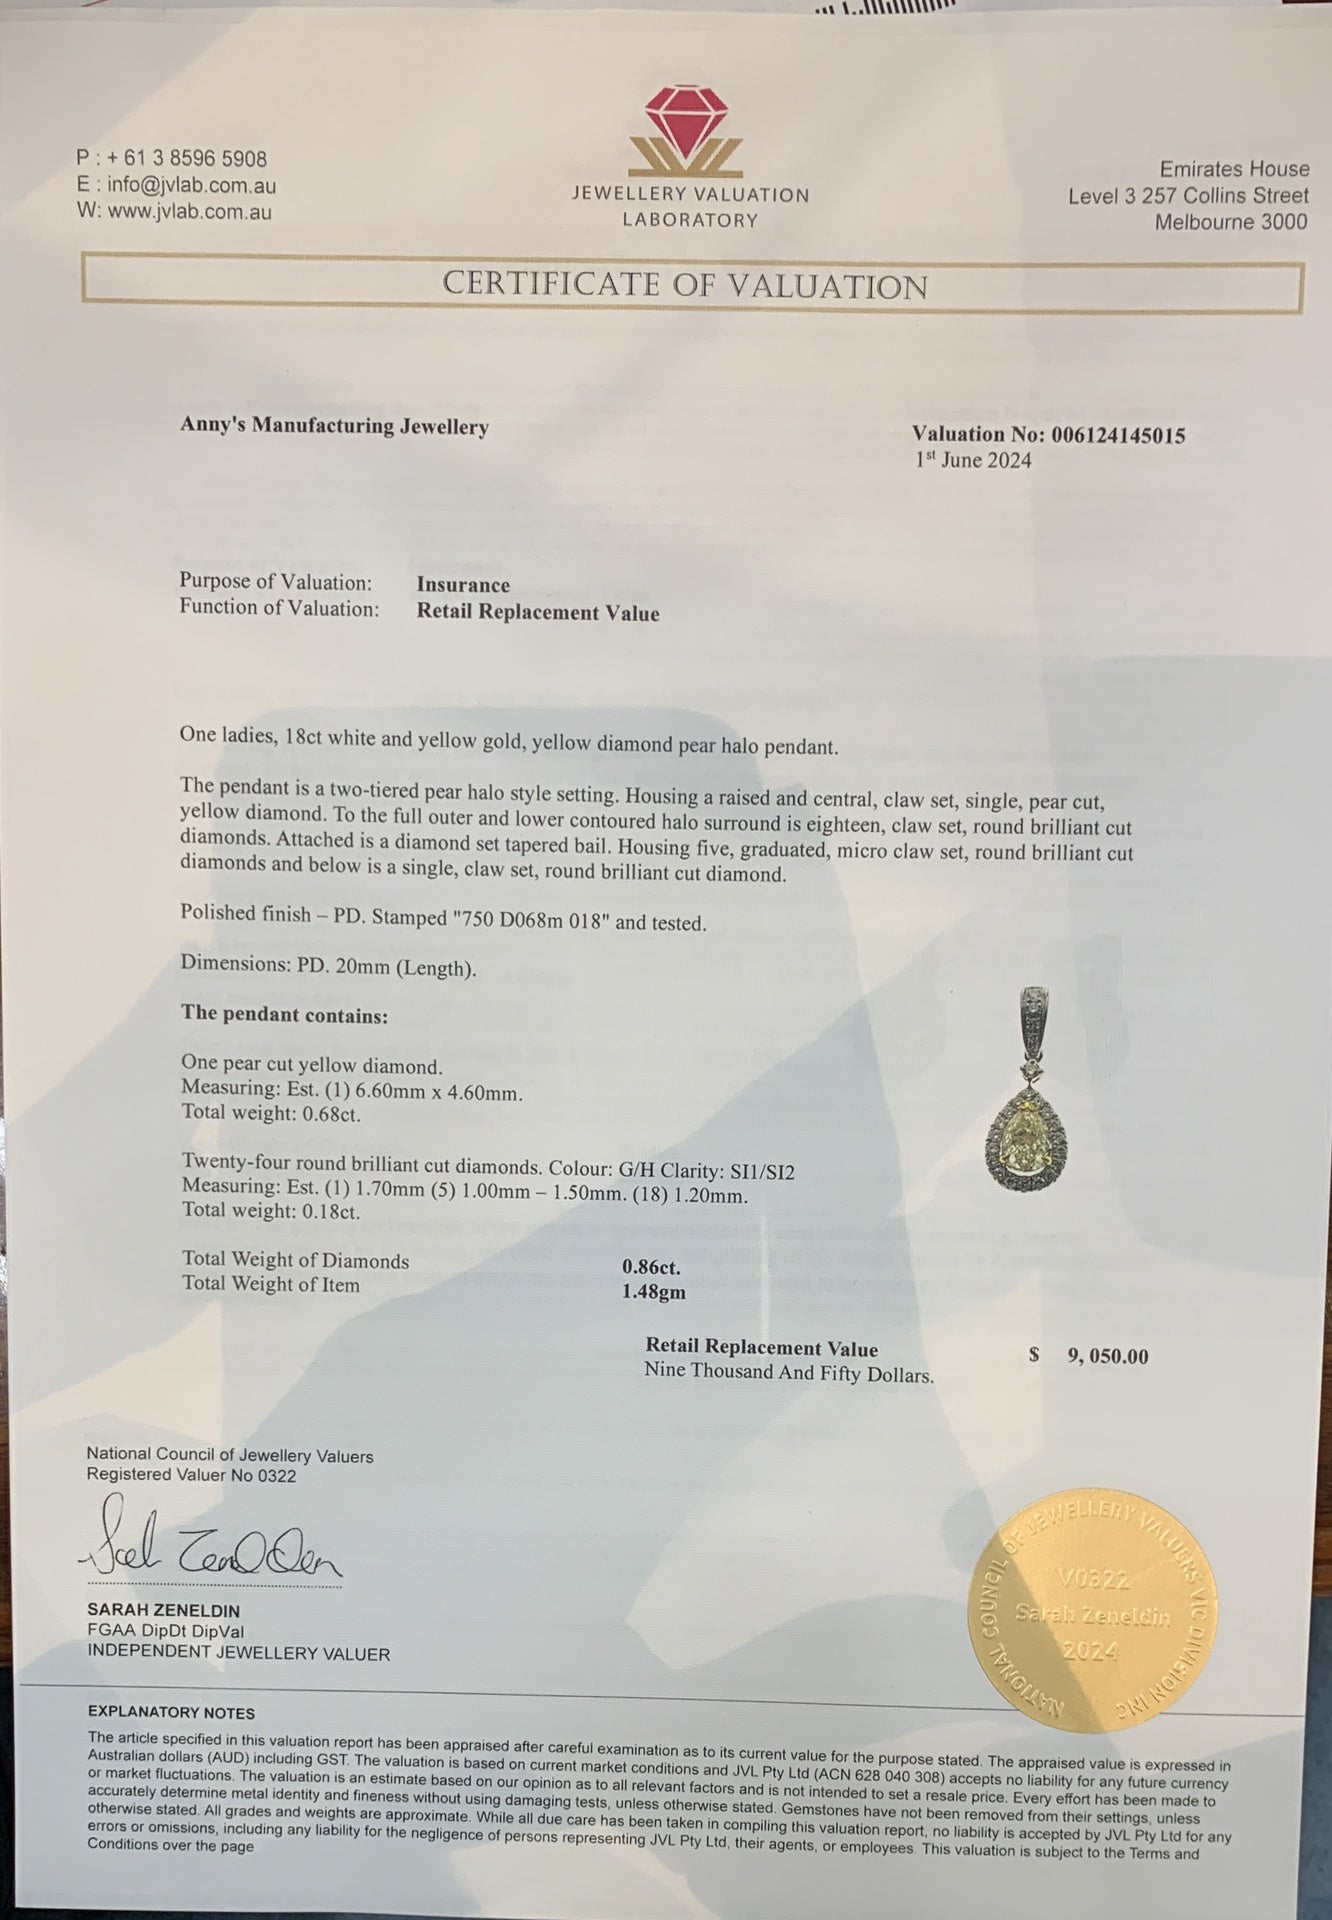 P : + 61 3 8596 5908
E : info@jvlab.com.au
W: www.jvlab.com.au
JEWELLERY VALUATION
LABORATORY
Emirates House
Level 3 257 Collins Street
Melbourne 3000
CERTIFICATE OF VALUATION
Anny's Manufacturing Jewellery
Valuation No: 006124145015
1st June 2024
Purpose of Valuation: Insurance
Function of Valuation: Retail Replacement Value
One ladies, 18ct white and yellow gold, yellow diamond pear halo pendant.
The pendant is a two-tiered pear halo style setting. Housing a raised and central, claw set, single, pear cut,
yellow diamond. To the full outer and lower contoured halo surround is eighteen, claw set, round brilliant cut
diamonds. Attached is a diamond set tapered bail. Housing five, graduated, micro claw set, round brilliant cut
diamonds and below is a single, claw set, round brilliant cut diamond.
Polished finish – PD. Stamped "750 D068m 018" and tested.
Dimensions: PD. 20mm (Length).
The pendant contains:
One pear cut yellow diamond.
Measuring: Est. (1) 6.60mm x 4.60mm.
Total weight: 0.68ct.
Twenty-four round brilliant cut diamonds. Colour: G/H Clarity: SI1/SI2
Measuring: Est. (1) 1.70mm (5) 1.00mm – 1.50mm. (18) 1.20mm.
Total weight: 0.18ct.
Total Weight of Diamonds 0.86ct.
Total Weight of Item 1.48gm
Retail Replacement Value $ 9, 050.00
Nine Thousand And Fifty Dollars.
National Council of Jewellery Valuers
Registered Valuer No 0322
SARAH ZENELDIN
FGAA DipDt DipVal
INDEPENDENT JEWELLERY VALUER
NATIONAL COUNCIL OF JEWELLERY VALUERS VIC DIVISION INC
V0322
Sarah Zeneldin
2024
EXPLANATORY NOTES
The article specified in this valuation report has been appraised after careful examination as to its current value for the purpose stated. The appraised value is expressed in
Australian dollars (AUD) including GST. The valuation is based on current market conditions and JVL Pty Ltd (ACN 628 040 308) accepts no liability for any future currency
or market fluctuations. The valuation is an estimate based on our opinion as to all relevant factors and is not intended to set a resale price. Every effort has been made to
accurately determine metal identity and fineness without using damaging tests, unless otherwise stated. Gemstones have not been removed from their settings, unless
otherwise stated. All grades and weights are approximate. While all due care has been taken in compiling this valuation report, no liability is accepted by JVL Pty Ltd for any
errors or omissions, including any liability for the negligence of persons representing JVL Pty Ltd, their agents, or employees. This valuation is subject to the Terms and
Conditions over the page